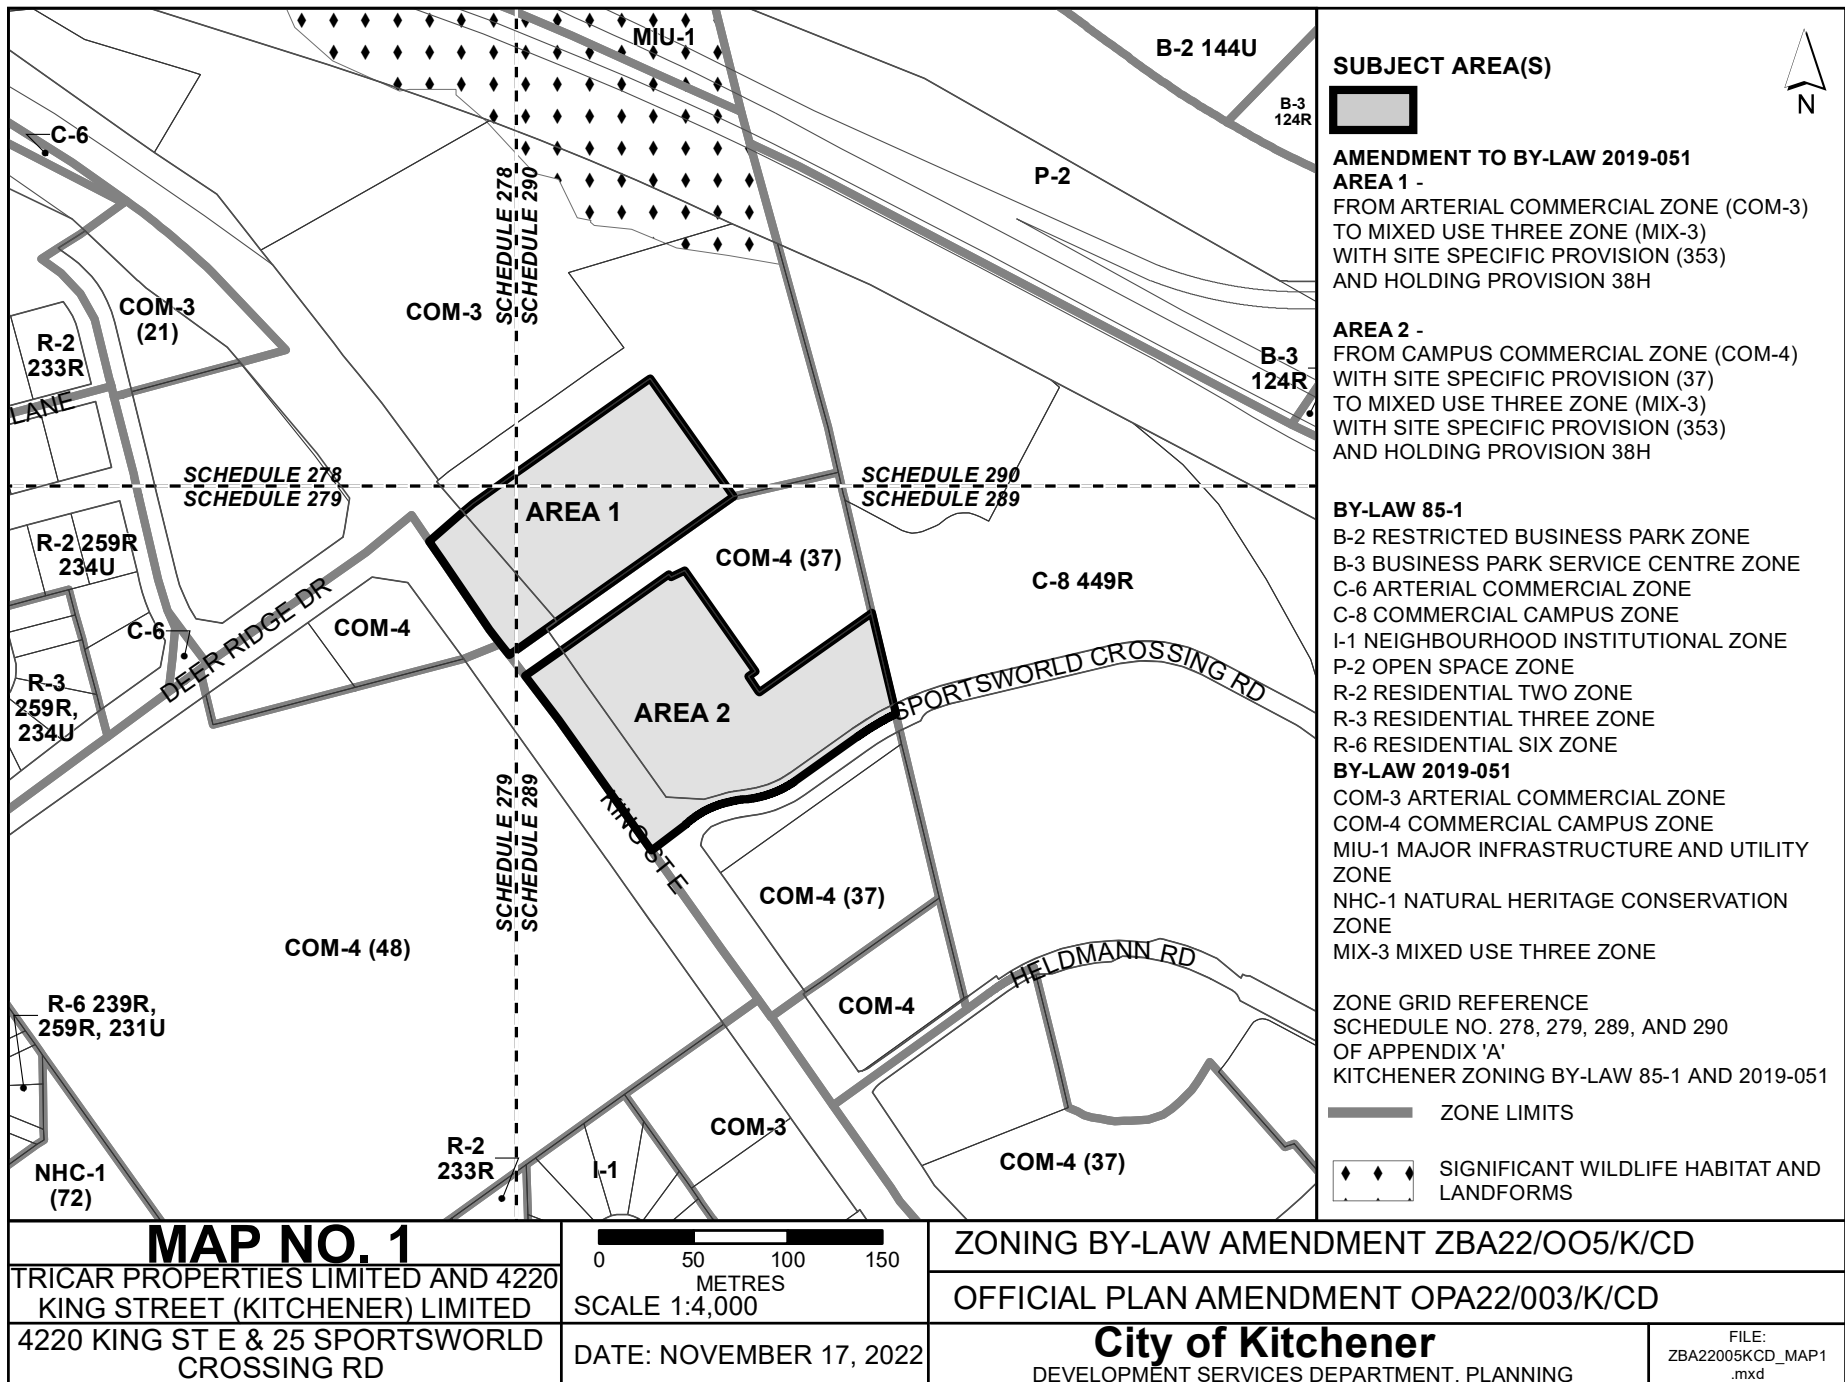 MIU-1
B-2 144U
B-3
124R
C-6
P-2
SCHEDULE 278
SCHEDULE 290
COM-3
(21)
COM-3
R-2
233R
B-3
124R
LANE
SCHEDULE 278
SCHEDULE 279
SCHEDULE 290
SCHEDULE 289
AREA 1
R-2 259R
234U
COM-4 (37)
C-8 449R
DEER RIDGE DR
C-6
COM-4
R-3
259R,
234U
AREA 2
SPORTSWORLD CROSSING RD
SCHEDULE 279
SCHEDULE 289
KING ST E
COM-4 (37)
COM-4 (48)
HELDMANN RD
R-6 239R,
259R, 231U
COM-4
COM-3
R-2
233R
I-1
COM-4 (37)
NHC-1
(72)
SUBJECT AREA(S)
N
AMENDMENT TO BY-LAW 2019-051
AREA 1 -
FROM ARTERIAL COMMERCIAL ZONE (COM-3)
TO MIXED USE THREE ZONE (MIX-3)
WITH SITE SPECIFIC PROVISION (353)
AND HOLDING PROVISION 38H
AREA 2 -
FROM CAMPUS COMMERCIAL ZONE (COM-4)
WITH SITE SPECIFIC PROVISION (37)
TO MIXED USE THREE ZONE (MIX-3)
WITH SITE SPECIFIC PROVISION (353)
AND HOLDING PROVISION 38H
BY-LAW 85-1
B-2 RESTRICTED BUSINESS PARK ZONE
B-3 BUSINESS PARK SERVICE CENTRE ZONE
C-6 ARTERIAL COMMERCIAL ZONE
C-8 COMMERCIAL CAMPUS ZONE
I-1 NEIGHBOURHOOD INSTITUTIONAL ZONE
P-2 OPEN SPACE ZONE
R-2 RESIDENTIAL TWO ZONE
R-3 RESIDENTIAL THREE ZONE
R-6 RESIDENTIAL SIX ZONE
BY-LAW 2019-051
COM-3 ARTERIAL COMMERCIAL ZONE
COM-4 COMMERCIAL CAMPUS ZONE
MIU-1 MAJOR INFRASTRUCTURE AND UTILITY
ZONE
NHC-1 NATURAL HERITAGE CONSERVATION
ZONE
MIX-3 MIXED USE THREE ZONE
ZONE GRID REFERENCE
SCHEDULE NO. 278, 279, 289, AND 290
OF APPENDIX 'A'
KITCHENER ZONING BY-LAW 85-1 AND 2019-051
ZONE LIMITS
SIGNIFICANT WILDLIFE HABITAT AND
LANDFORMS
MAP NO. 1
TRICAR PROPERTIES LIMITED AND 4220
KING STREET (KITCHENER) LIMITED
4220 KING ST E & 25 SPORTSWORLD
CROSSING RD
0 50 100 150
METRES
SCALE 1:4,000
DATE: NOVEMBER 17, 2022
ZONING BY-LAW AMENDMENT ZBA22/OO5/K/CD
OFFICIAL PLAN AMENDMENT OPA22/003/K/CD
City of Kitchener
DEVELOPMENT SERVICES DEPARTMENT, PLANNING
FILE:
ZBA22005KCD_MAP1
.mxd